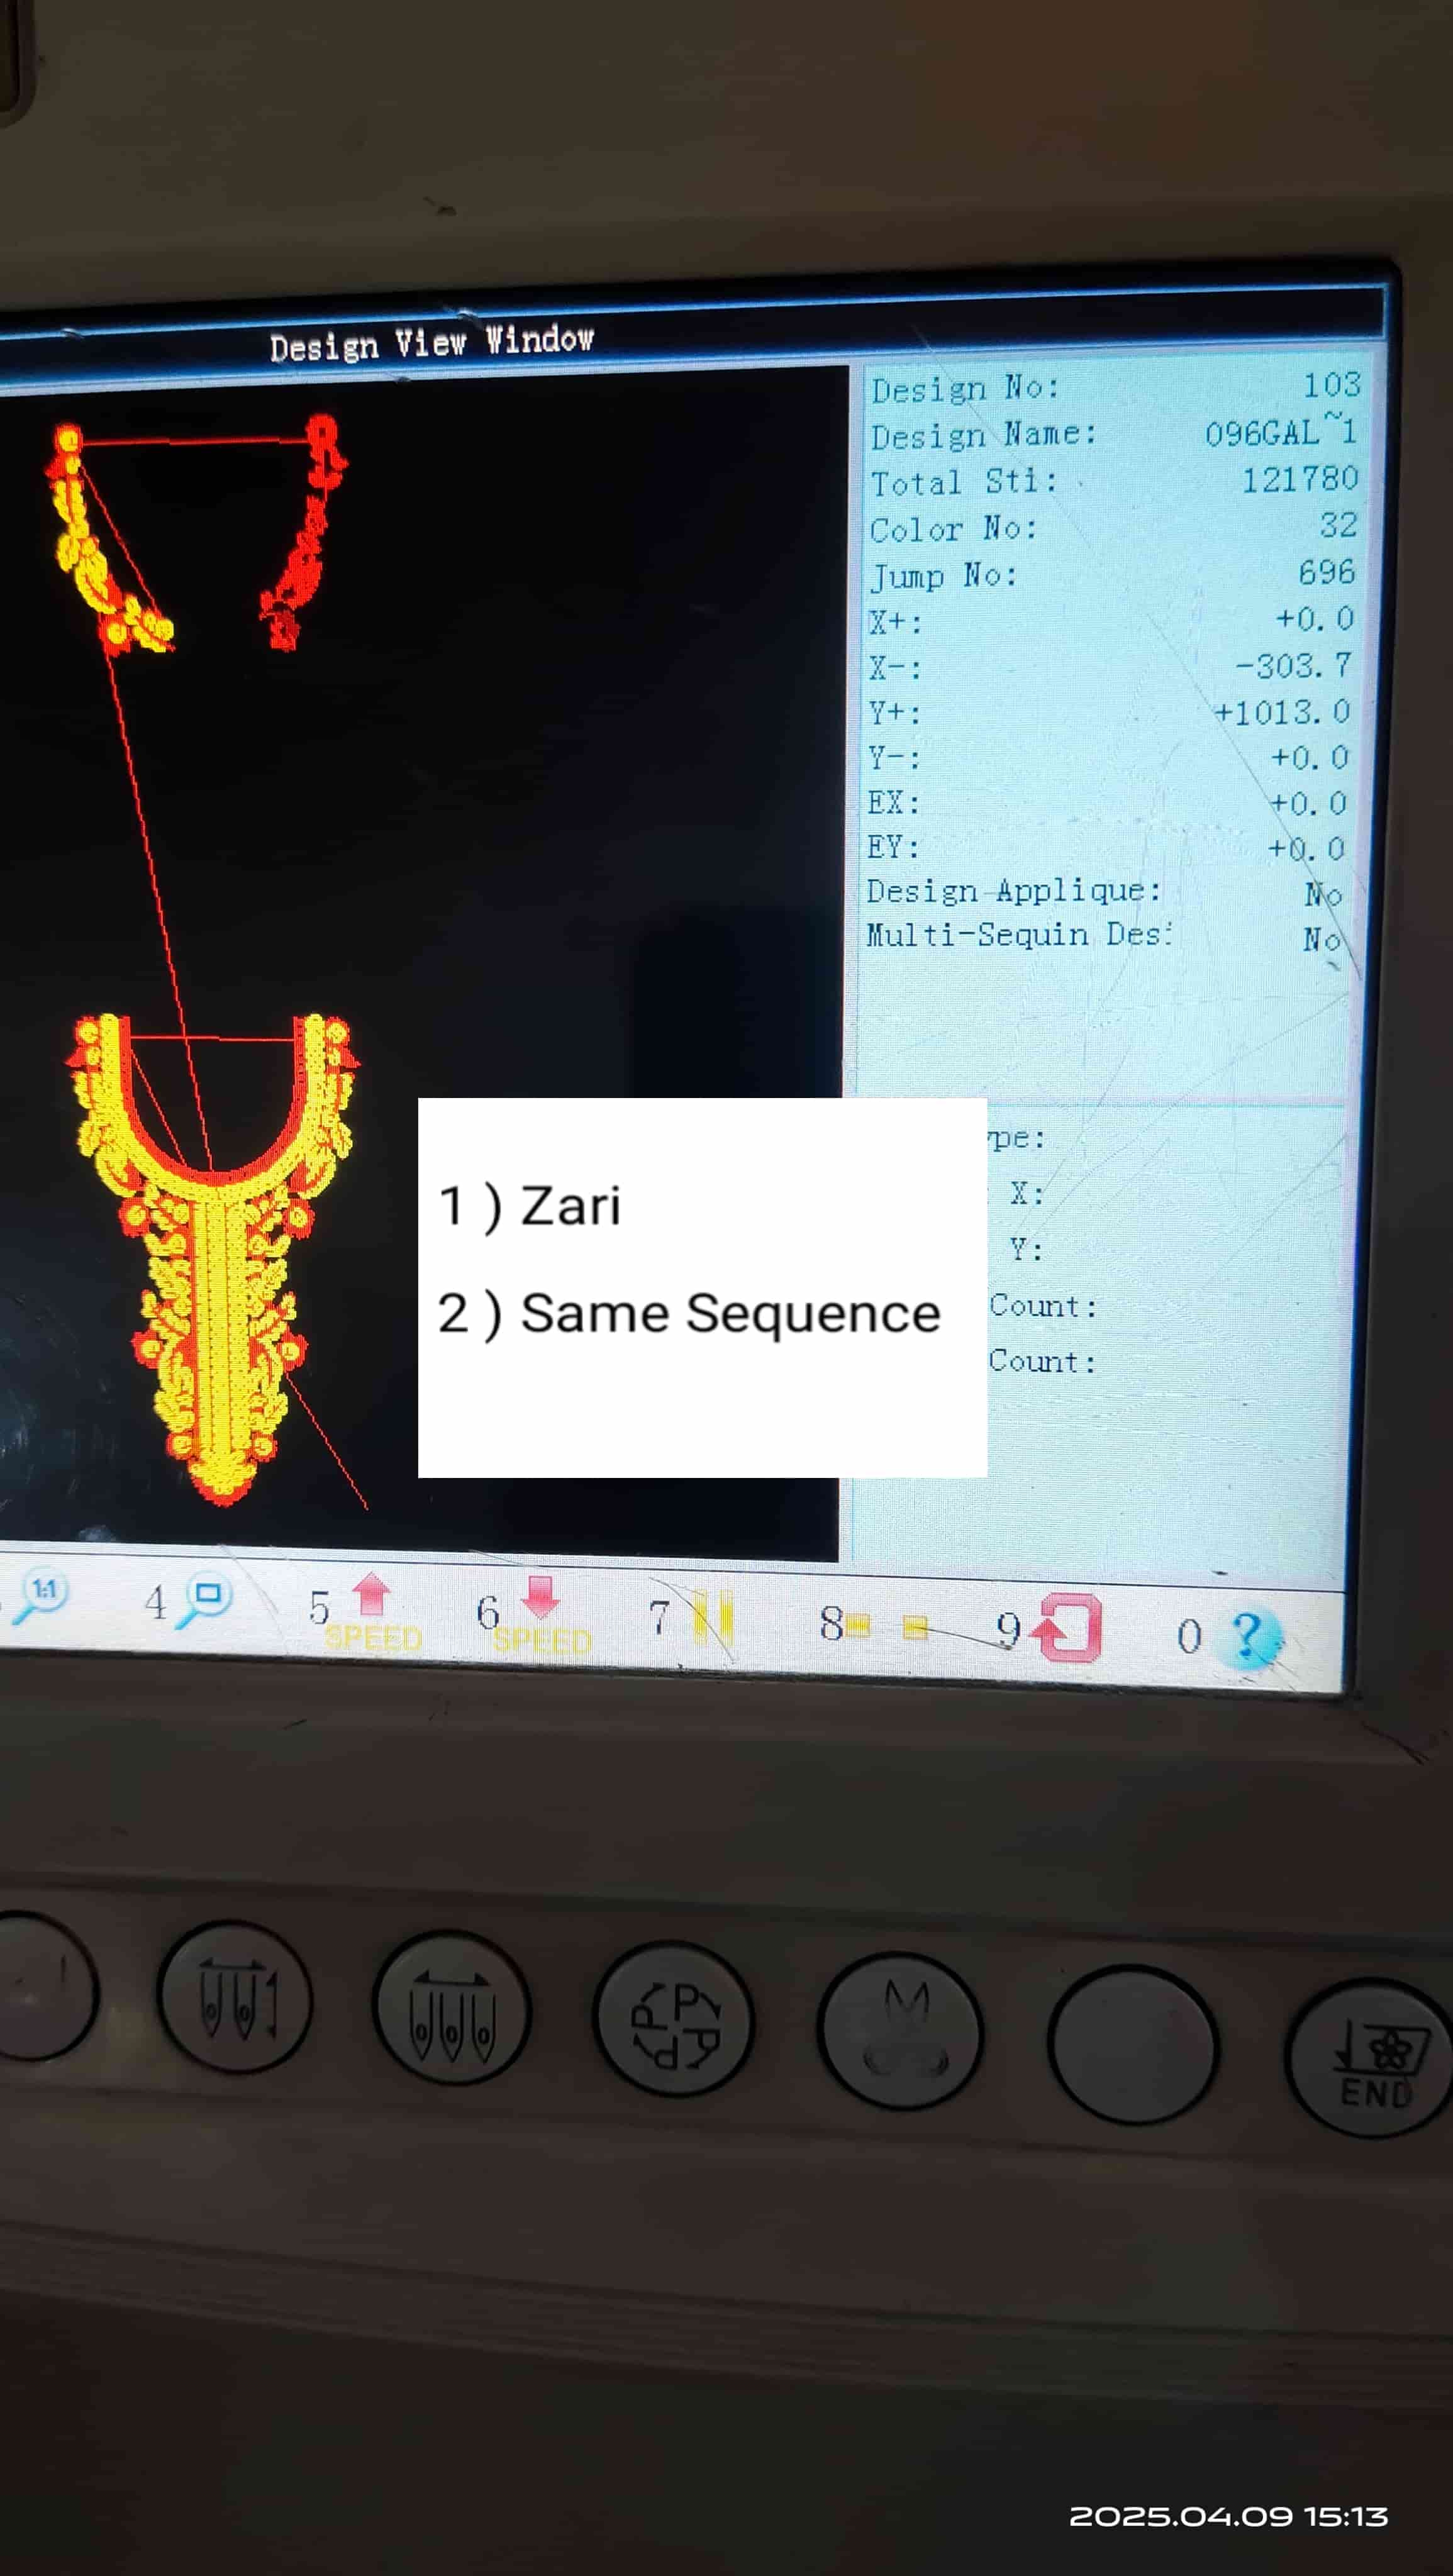 Design View Window
Design No: 103
Design Name: 096GAL~1
Total Sti: 121780
Color No: 32
Jump No: 696
X+: +0.0
X-: -303.7
Y+: +1013.0
Y-: +0.0
EX: +0.0
EY: +0.0
Design Applique: No
Multi-Sequin Des: No
pe:
1 ) Zari
X:
Y:
2 ) Same Sequence
Count:
Count:
1:1 4 5 SPEED 6 SPEED 7 8 9 0 ?
P P P P M END
2025.04.09 15:13